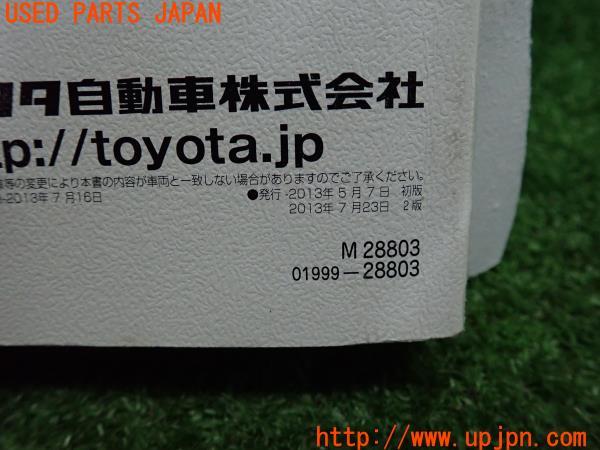 USED PARTS JAPAN
ヨタ自動車株式会社
tp://toyota.jp
の変更により本書の内容が車両と一致しない場合がありますのでご了承ください。
-2013年 7 月16日
●発行 -2013年 5 月 7 日 初版
2013年 7 月23日 2 版
M 28803
01999－28803
http://www.upjpn.com/